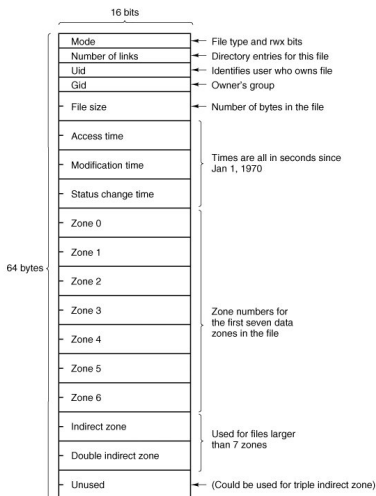 16 bits
Mode
File type and rwx bits
Number of links
Directory entries for this file
Uid
Identifies user who owns file
Gid
Owner's group
File size
Number of bytes in the file
Access time
Modification time
Status change time
Times are all in seconds since
Jan 1, 1970
64 bytes
Zone 0
Zone 1
Zone 2
Zone 3
Zone 4
Zone 5
Zone 6
Zone numbers for
the first seven data
zones in the file
Indirect zone
Double indirect zone
Used for files larger
than 7 zones
Unused
(Could be used for triple indirect zone)